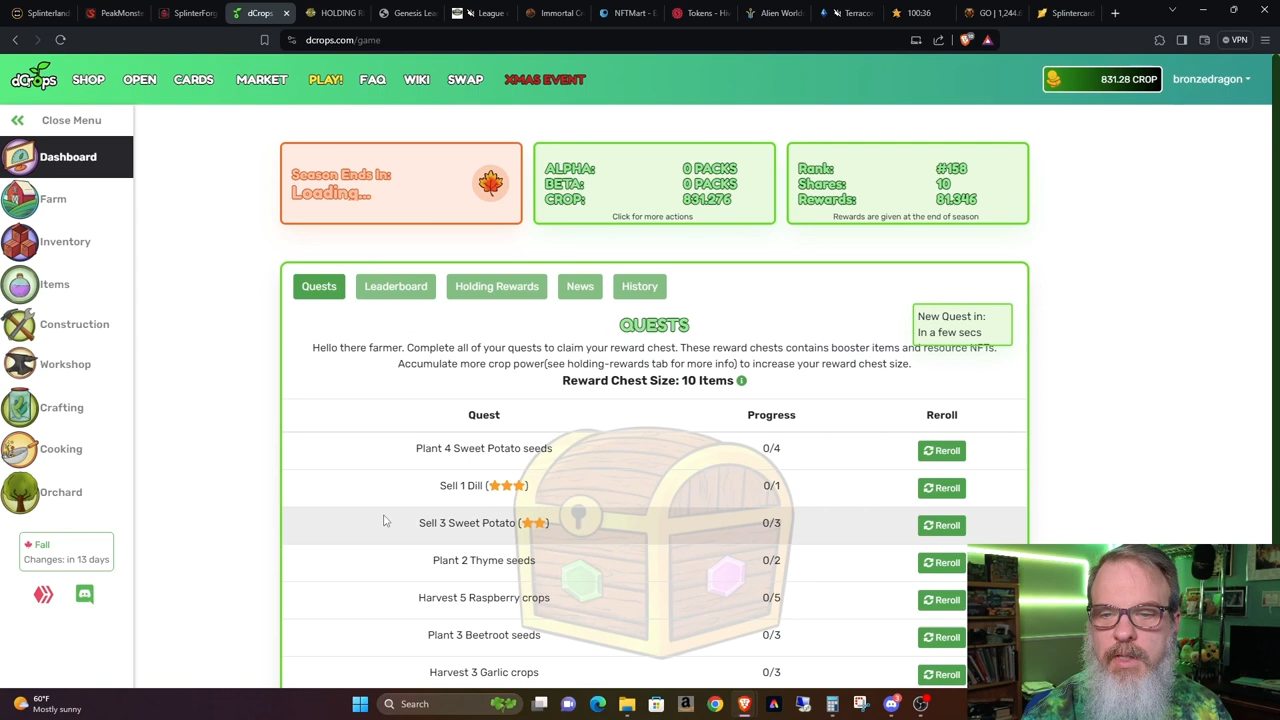 Splinterland
PeakMonste
SplinterForg
dCrops
HOLDING R
Genesis Lea
League
Immortal Cr
NFTMart - E
Tokens - Hi
Alien World
Terracor
100:36
GO | 1,244.6
Splintercard
dcrops.com/game
VPN
dCrops
SHOP
OPEN
CARDS
MARKET
PLAY!
FAQ
WIKI
SWAP
XMAS EVENT
831.28 CROP
bronzedragon
Close Menu
Dashboard
Farm
Inventory
Items
Construction
Workshop
Crafting
Cooking
Orchard
Fall
Changes: in 13 days
Season Ends In:
Loading...
ALPHA: 0 PACKS
BETA: 0 PACKS
CROP: 831.276
Click for more actions
Rank: #158
Shares: 10
Rewards: 81.346
Rewards are given at the end of season
Quests
Leaderboard
Holding Rewards
News
History
QUESTS
New Quest in:
In a few secs
Hello there farmer. Complete all of your quests to claim your reward chest. These reward chests contains booster items and resource NFTs.
Accumulate more crop power(see holding-rewards tab for more info) to increase your reward chest size.
Reward Chest Size: 10 Items
Quest Progress Reroll
Plant 4 Sweet Potato seeds 0/4 Reroll
Sell 1 Dill (★★★) 0/1 Reroll
Sell 3 Sweet Potato (★★) 0/3 Reroll
Plant 2 Thyme seeds 0/2 Reroll
Harvest 5 Raspberry crops 0/5 Reroll
Plant 3 Beetroot seeds 0/3 Reroll
Harvest 3 Garlic crops 0/3 Reroll
60°F
Mostly sunny
Search